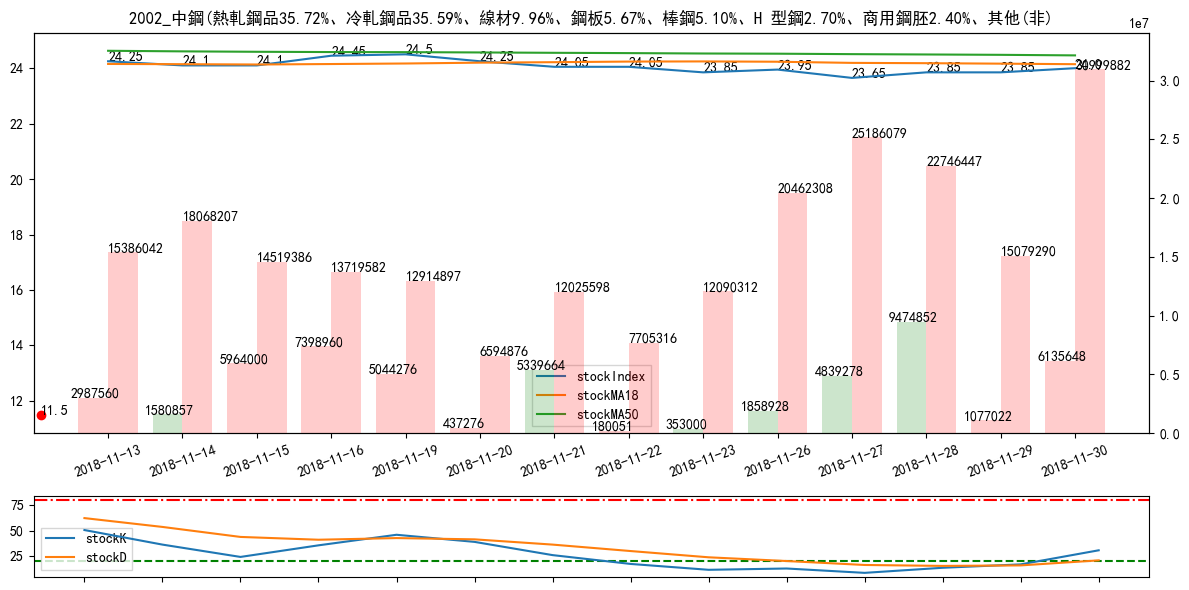 2002_中鋼(熱軋鋼品35.72%、冷軋鋼品35.59%、線材9.96%、鋼板5.67%、棒鋼5.10%、H 型鋼2.70%、商用鋼胚2.40%、其他(非)
1e7
24.25 24.1 24.1 24.45 24.5 24.25 24.05 24.05 23.85 23.95 23.65 23.85 23.85 24.0
24 22 20 18 16 14 12
3.0 2.5 2.0 1.5 1.0 0.5 0.0
15386042 18068207 14519386 13719582 12914897 6594876 12025598 7705316 12090312 20462308 25186079 22746447 15079290 30999882
2987560 1580857 5964000 7398960 5044276 437276 5339664 180051 353000 1858928 4839278 9474852 1077022 6135648
11.5
stockIndex
stockMA18
stockMA50
2018-11-13 2018-11-14 2018-11-15 2018-11-16 2018-11-19 2018-11-20 2018-11-21 2018-11-22 2018-11-23 2018-11-26 2018-11-27 2018-11-28 2018-11-29 2018-11-30
75
50
25
stockK
stockD